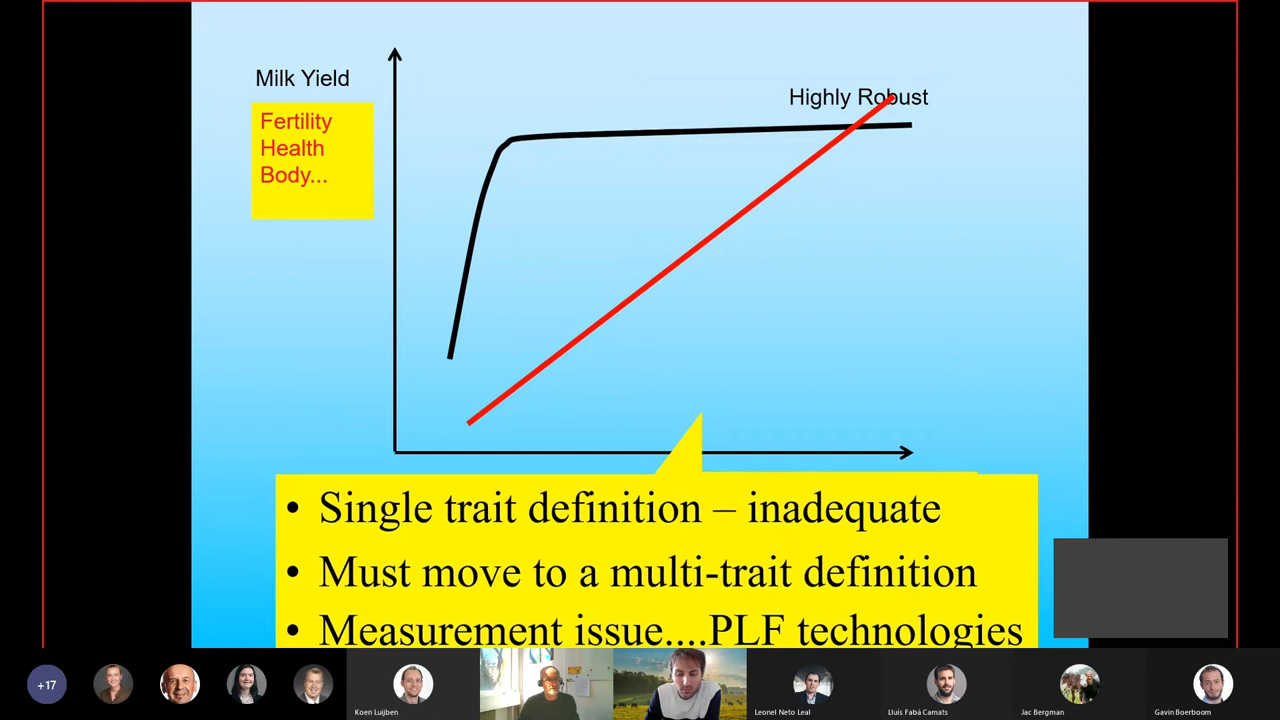 Milk Yield
Highly Robust
Fertility
Health
Body...
• Single trait definition – inadequate
• Must move to a multi-trait definition
• Measurement issue....PLF technologies
+17
Koen Luijben
Leonel Neto Leal
Lluís Fabà Camats
Jac Bergman
Gavin Boerboom